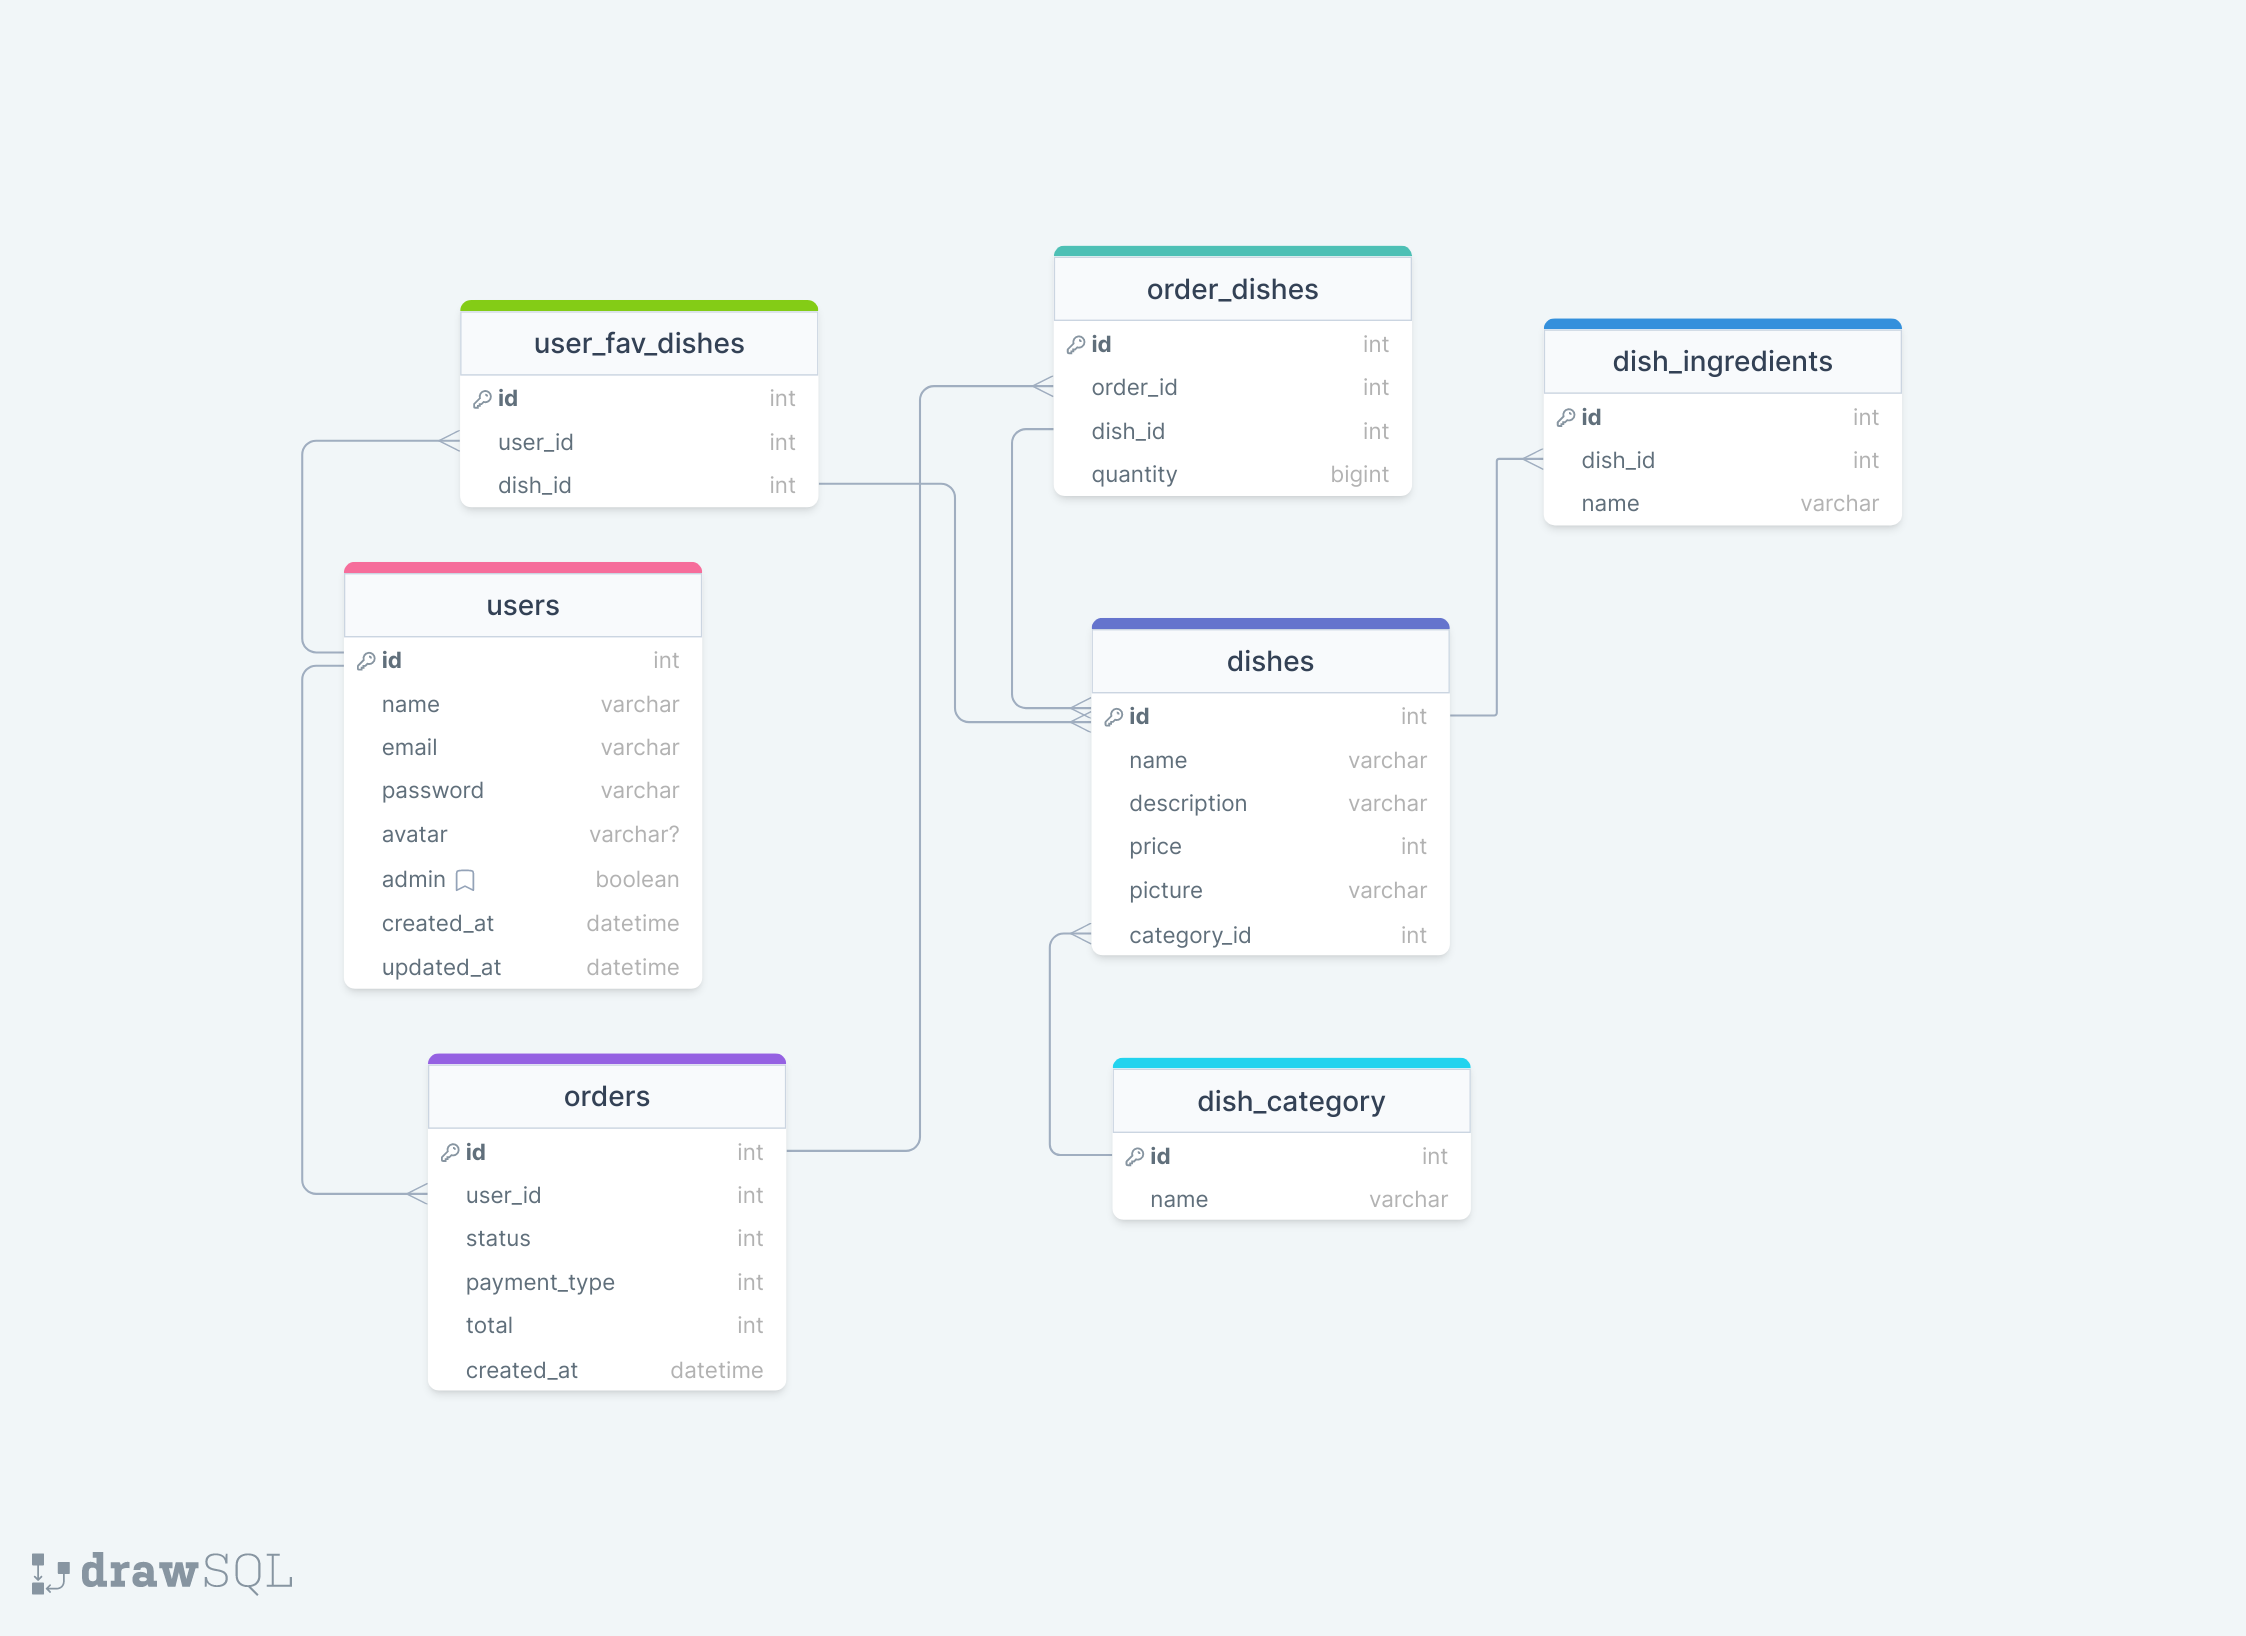 user_fav_dishes
id int
user_id int
dish_id int
order_dishes
id int
order_id int
dish_id int
quantity bigint
dish_ingredients
id int
dish_id int
name varchar
users
id int
name varchar
email varchar
password varchar
avatar varchar?
admin boolean
created_at datetime
updated_at datetime
dishes
id int
name varchar
description varchar
price int
picture varchar
category_id int
orders
id int
user_id int
status int
payment_type int
total int
created_at datetime
dish_category
id int
name varchar
drawSQL